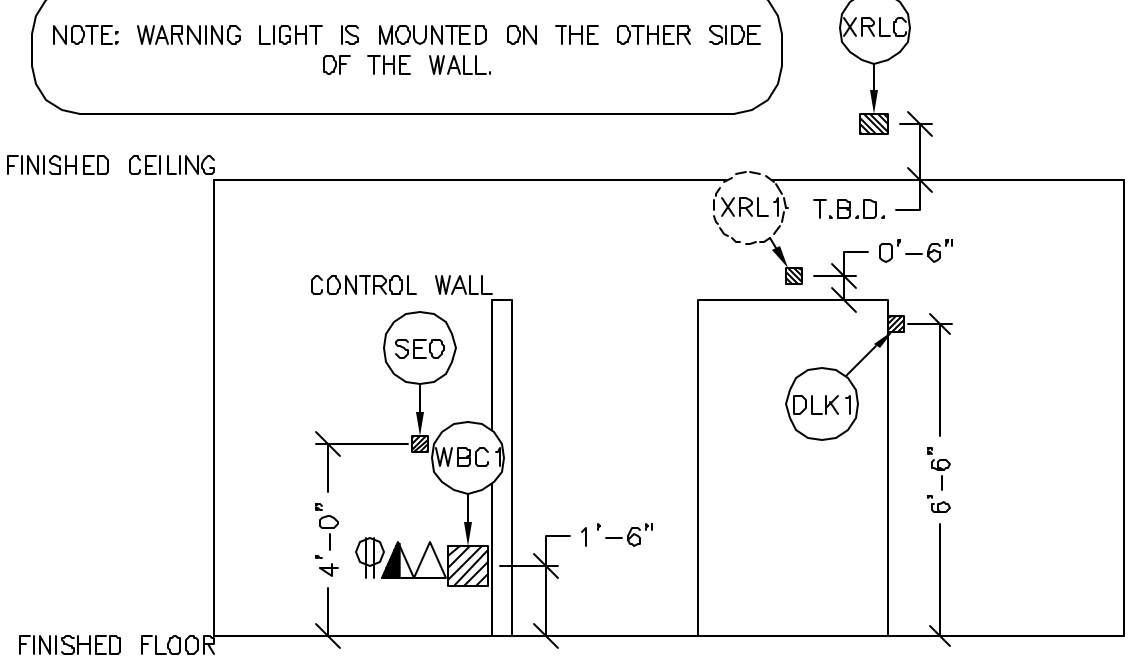 NOTE: WARNING LIGHT IS MOUNTED ON THE OTHER SIDE
OF THE WALL.
XRLC
FINISHED CEILING
XRL1
T.B.D.
0'-6"
CONTROL WALL
SEO
DLK1
WBC1
6'-6"
4'-0"
1'-6"
FINISHED FLOOR